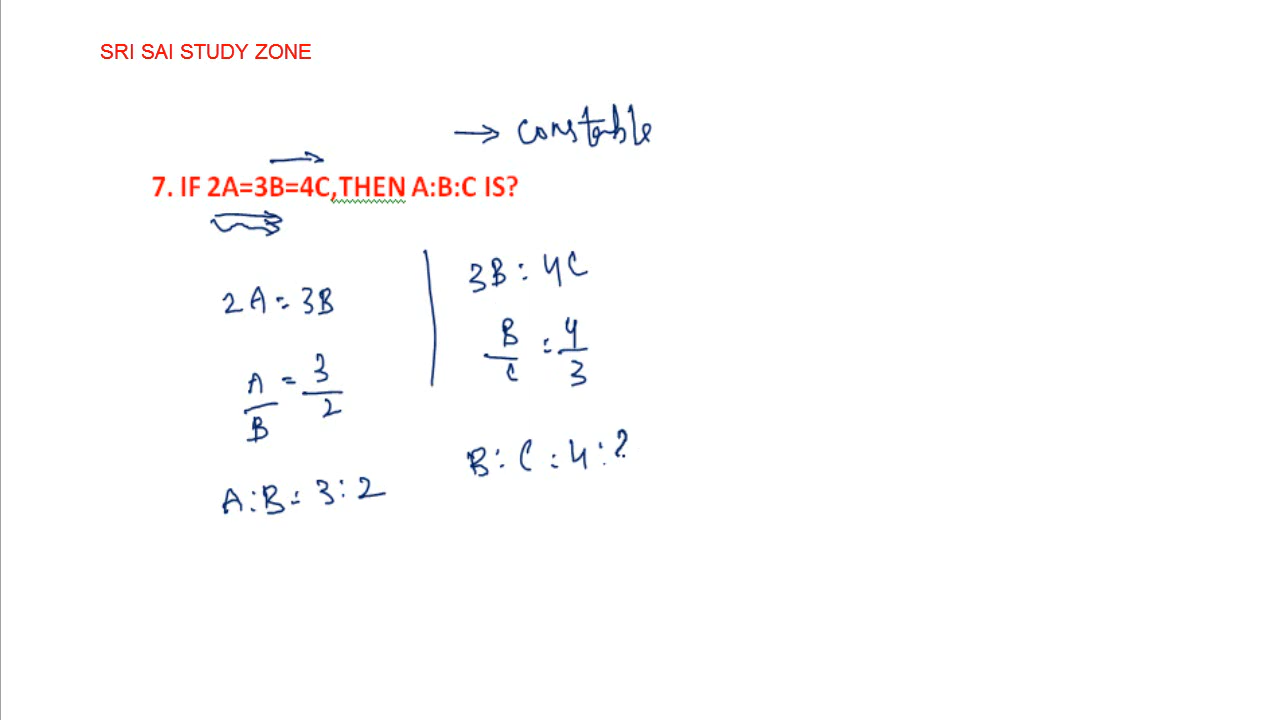 SRI SAI STUDY ZONE
→ constable
7. IF 2A=3B=4C,THEN A:B:C IS?
2A = 3B
A/B = 3/2
A:B = 3:2
3B = 4C
B/C = 4/3
B:C = 4: